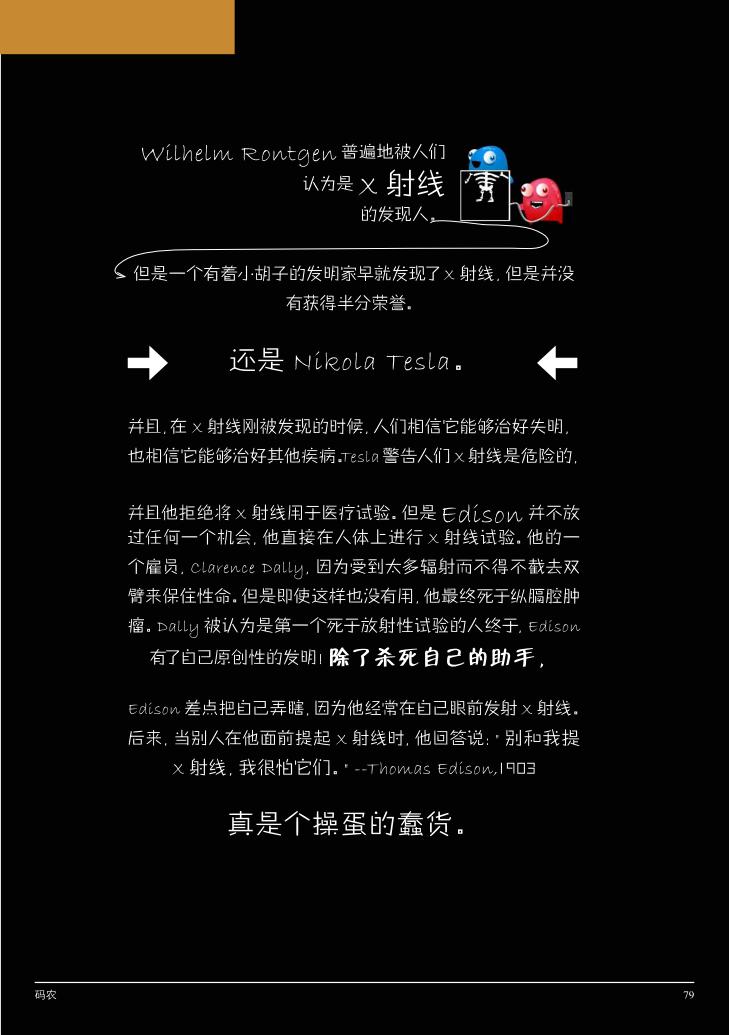 Wilhelm Rontgen 普遍地被人们
认为是 X 射线
的发现人。
但是一个有着小胡子的发明家早就发现了 X 射线, 但是并没
有获得半分荣誉。
还是 Nikola Tesla。
并且, 在 X 射线刚被发现的时候, 人们相信它能够治好失明,
也相信它能够治好其他疾病。Tesla 警告人们 X 射线是危险的,
并且他拒绝将 X 射线用于医疗试验。但是 Edison 并不放
过任何一个机会, 他直接在人体上进行 X 射线试验。他的一
个雇员, Clarence Dally, 因为受到太多辐射而不得不截去双
臂来保住性命。但是即使这样也没有用, 他最终死于纵膈腔肿
瘤。Dally 被认为是第一个死于放射性试验的人终于, Edison
有了自己原创性的发明! 除了杀死自己的助手,
Edison 差点把自己弄瞎, 因为他经常在自己眼前发射 X 射线。
后来, 当别人在他面前提起 X 射线时, 他回答说: " 别和我提
X 射线, 我很怕它们。" --Thomas Edison,1903
真是个操蛋的蠢货。
码农
79